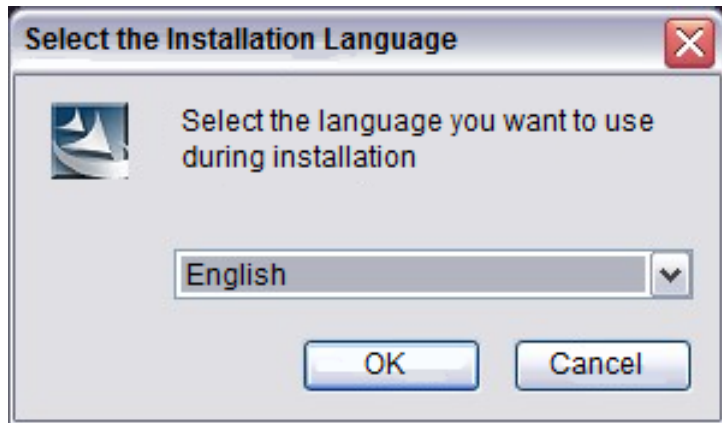 Select the Installation Language
Select the language you want to use
during installation
English
OK
Cancel